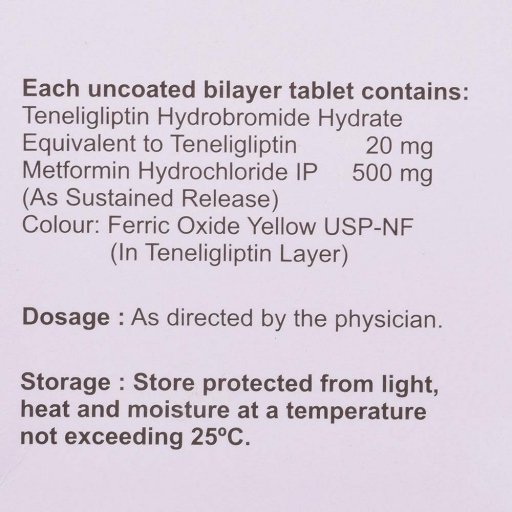 Each uncoated bilayer tablet contains:
Teneligliptin Hydrobromide Hydrate
Equivalent to Teneligliptin 20 mg
Metformin Hydrochloride IP 500 mg
(As Sustained Release)
Colour: Ferric Oxide Yellow USP-NF
(In Teneligliptin Layer)
Dosage : As directed by the physician.
Storage : Store protected from light,
heat and moisture at a temperature
not exceeding 25ºC.